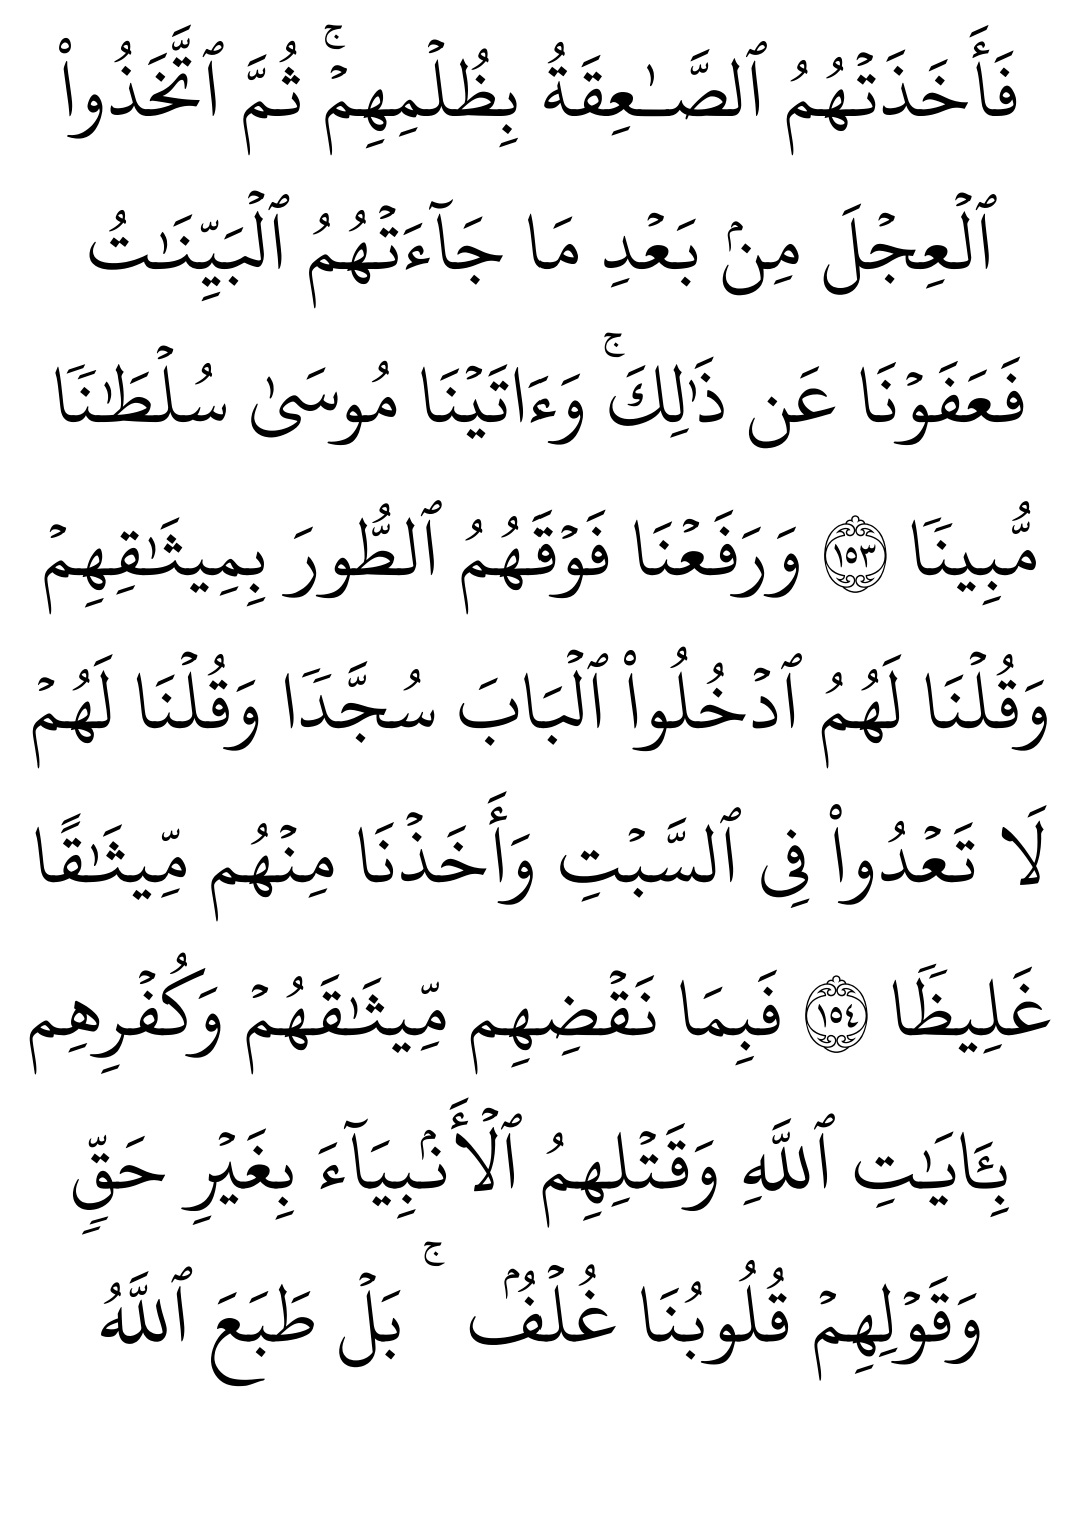 فَأَخَذَتْهُمُ ٱلصَّـٰعِقَةُ بِظُلْمِهِمْ ۚ ثُمَّ ٱتَّخَذُوا۟
ٱلْعِجْلَ مِنۢ بَعْدِ مَا جَآءَتْهُمُ ٱلْبَيِّنَـٰتُ
فَعَفَوْنَا عَن ذَٰلِكَ ۚ وَءَاتَيْنَا مُوسَىٰ سُلْطَـٰنًا
مُّبِينًا ١٥٣ وَرَفَعْنَا فَوْقَهُمُ ٱلطُّورَ بِمِيثَـٰقِهِمْ
وَقُلْنَا لَهُمُ ٱدْخُلُوا۟ ٱلْبَابَ سُجَّدًا وَقُلْنَا لَهُمْ
لَا تَعْدُوا۟ فِى ٱلسَّبْتِ وَأَخَذْنَا مِنْهُم مِّيثَـٰقًا
غَلِيظًا ١٥٤ فَبِمَا نَقْضِهِم مِّيثَـٰقَهُمْ وَكُفْرِهِم
بِـَٔايَـٰتِ ٱللَّهِ وَقَتْلِهِمُ ٱلْأَنۢبِيَآءَ بِغَيْرِ حَقٍّ
وَقَوْلِهِمْ قُلُوبُنَا غُلْفٌۢ ۚ بَلْ طَبَعَ ٱللَّهُ